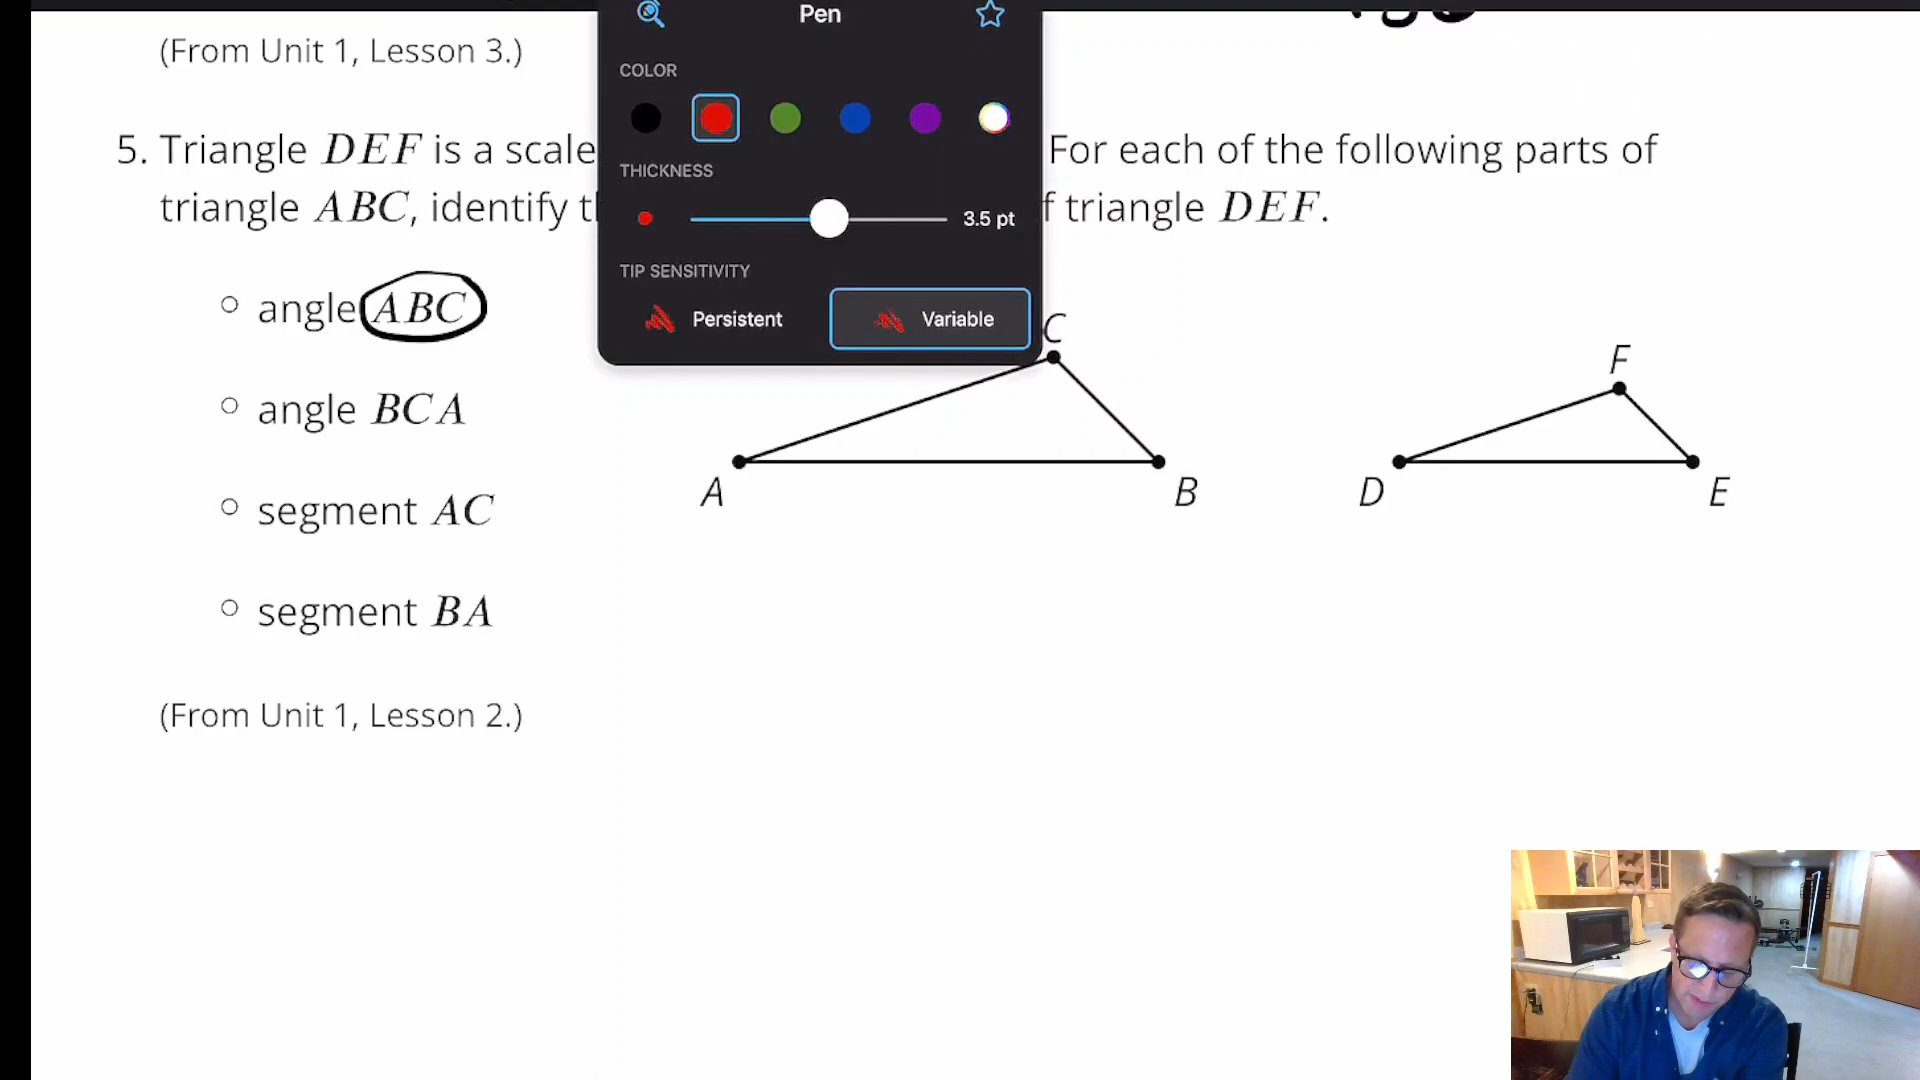 Pen
(From Unit 1, Lesson 3.)
COLOR
5. Triangle DEF is a scale For each of the following parts of
THICKNESS
triangle ABC, identify triangle DEF.
3.5 pt
TIP SENSITIVITY
Persistent
Variable
angle ABC
C
F
angle BCA
A
B
D
E
segment AC
segment BA
(From Unit 1, Lesson 2.)